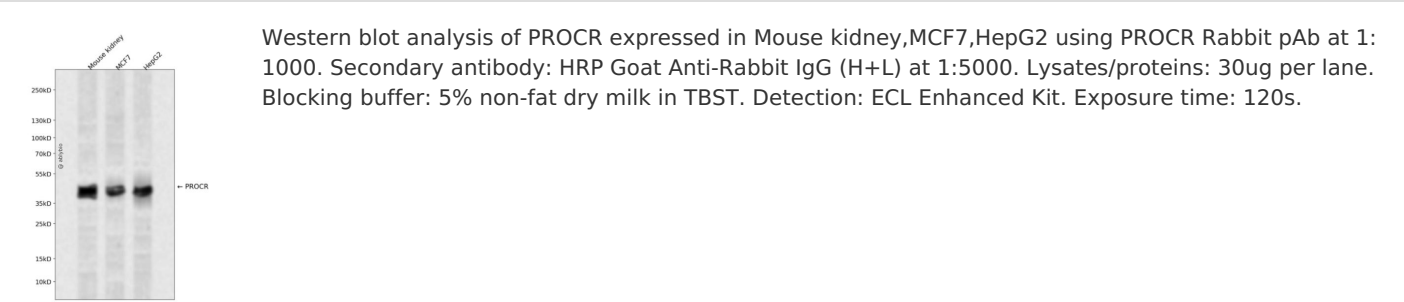 Mouse kidney
MCF7
HepG2
250kD
130kD
100kD
70kD
55kD
35kD
25kD
15kD
10kD
@ abybio
← PROCR
Western blot analysis of PROCR expressed in Mouse kidney,MCF7,HepG2 using PROCR Rabbit pAb at 1:
1000. Secondary antibody: HRP Goat Anti-Rabbit IgG (H+L) at 1:5000. Lysates/proteins: 30ug per lane.
Blocking buffer: 5% non-fat dry milk in TBST. Detection: ECL Enhanced Kit. Exposure time: 120s.